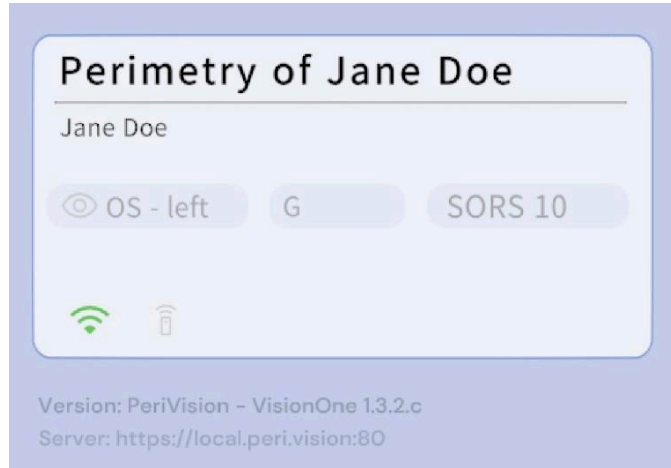 Perimetry of Jane Doe
Jane Doe
OS - left G SORS 10
Version: PeriVision - VisionOne 1.3.2.c
Server: https://local.peri.vision:80